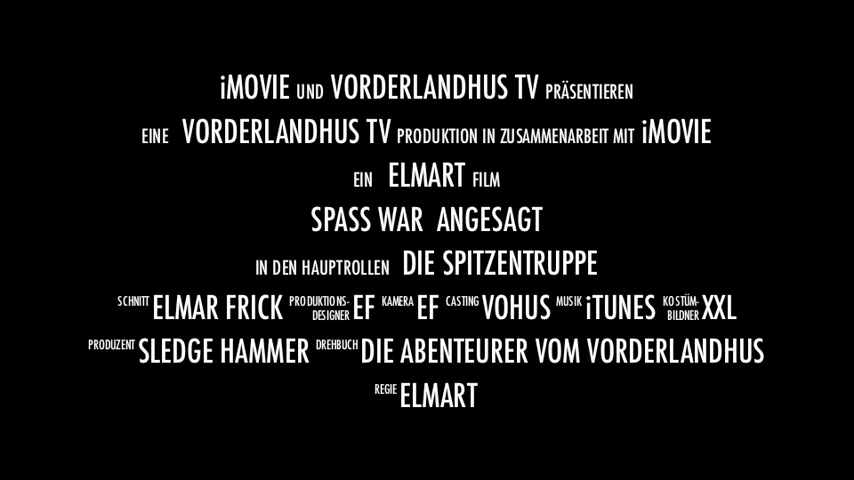 iMOVIE UND VORDERLANDHUS TV PRÄSENTIEREN
EINE VORDERLANDHUS TV PRODUKTION IN ZUSAMMENARBEIT MIT iMOVIE
EIN ELMART FILM
SPASS WAR ANGESAGT
IN DEN HAUPTROLLEN DIE SPITZENTRUPPE
SCHNITT ELMAR FRICK PRODUKTIONS-DESIGNER EF KAMERA EF CASTING VOHUS MUSIK iTUNES KOSTÜM-BILDNER XXL
PRODUZENT SLEDGE HAMMER DREHBUCH DIE ABENTEURER VOM VORDERLANDHUS
REGIE ELMART